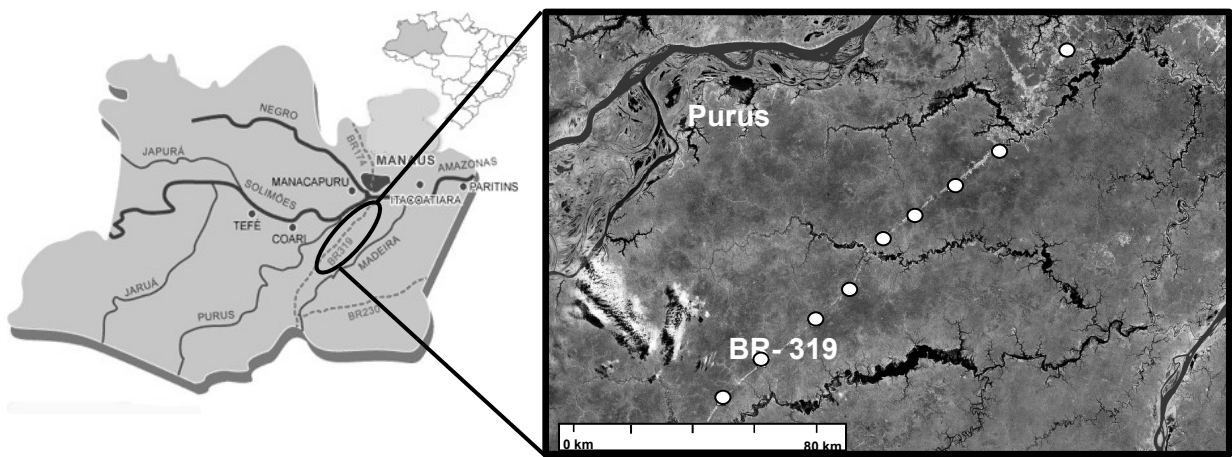 NEGRO
BR174
JAPURÁ
MANAUS
AMAZONAS
SOLIMÕES
MANACAPURU
PARITINS
ITACOATIARA
TEFÉ
COARI
BR319
MADEIRA
JARUÁ
PURUS
BR230
Purus
BR- 319
0 km
80 km